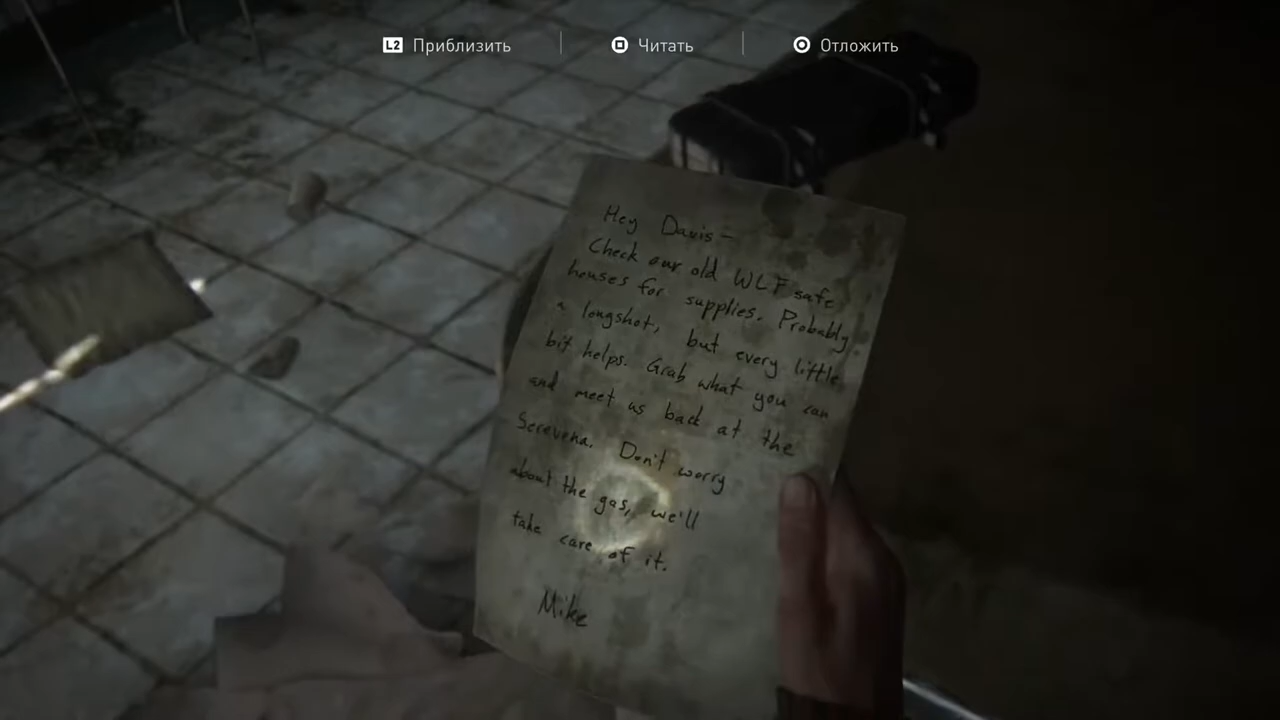 L2 Приблизить
Читать
Отложить
Hey Davis-
Check our old WLF safe
houses for supplies. Probably
a longshot, but every little
bit helps. Grab what you can
and meet us back at the
Serevena. Don't worry
about the gas, we'll
take care of it.
Mike